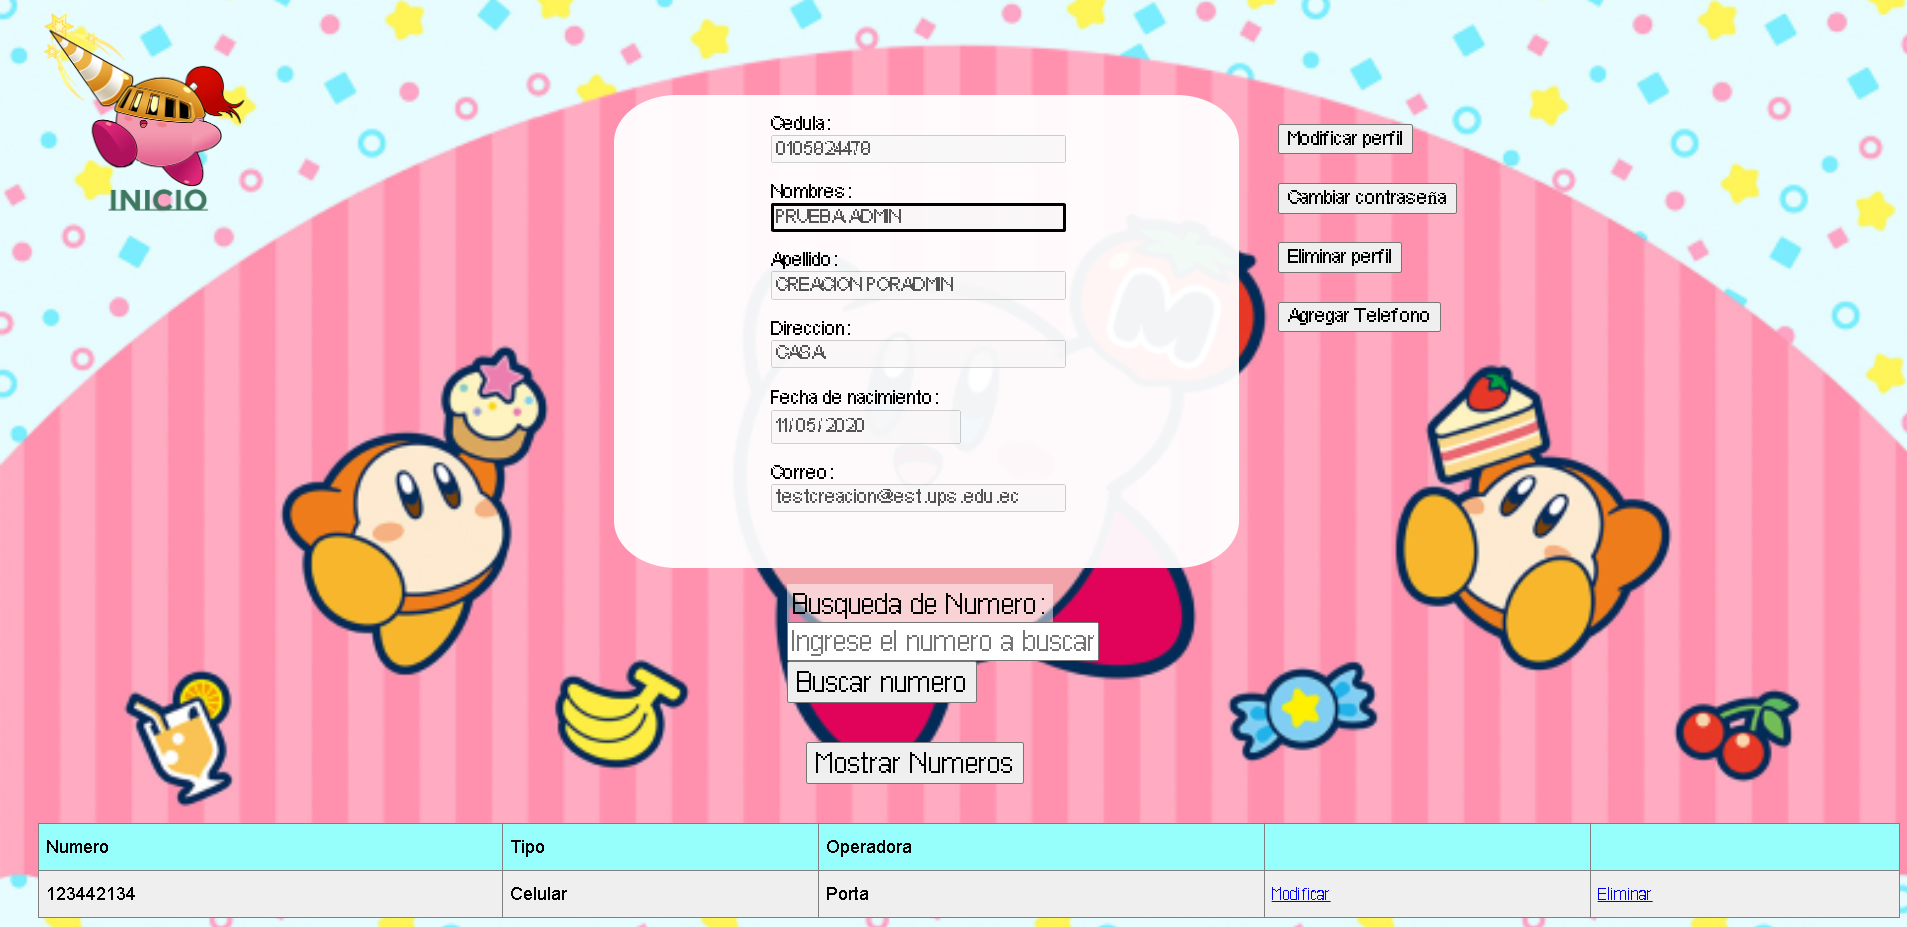 INICIO
Cedula:
0105824478
Nombres:
PRUEBA ADMIN
Apellido:
CREACION PORADMIN
Direccion:
CASA
Fecha de nacimiento:
11/05/2020
Correo:
testcreacion@est.ups.edu.ec
Modificar perfil
Cambiar contraseña
Eliminar perfil
Agregar Telefono
M
Busqueda de Numero:
Ingrese el numero a buscar
Buscar numero
Mostrar Numeros
Numero Tipo Operadora
123442134 Celular Porta Modificar Eliminar